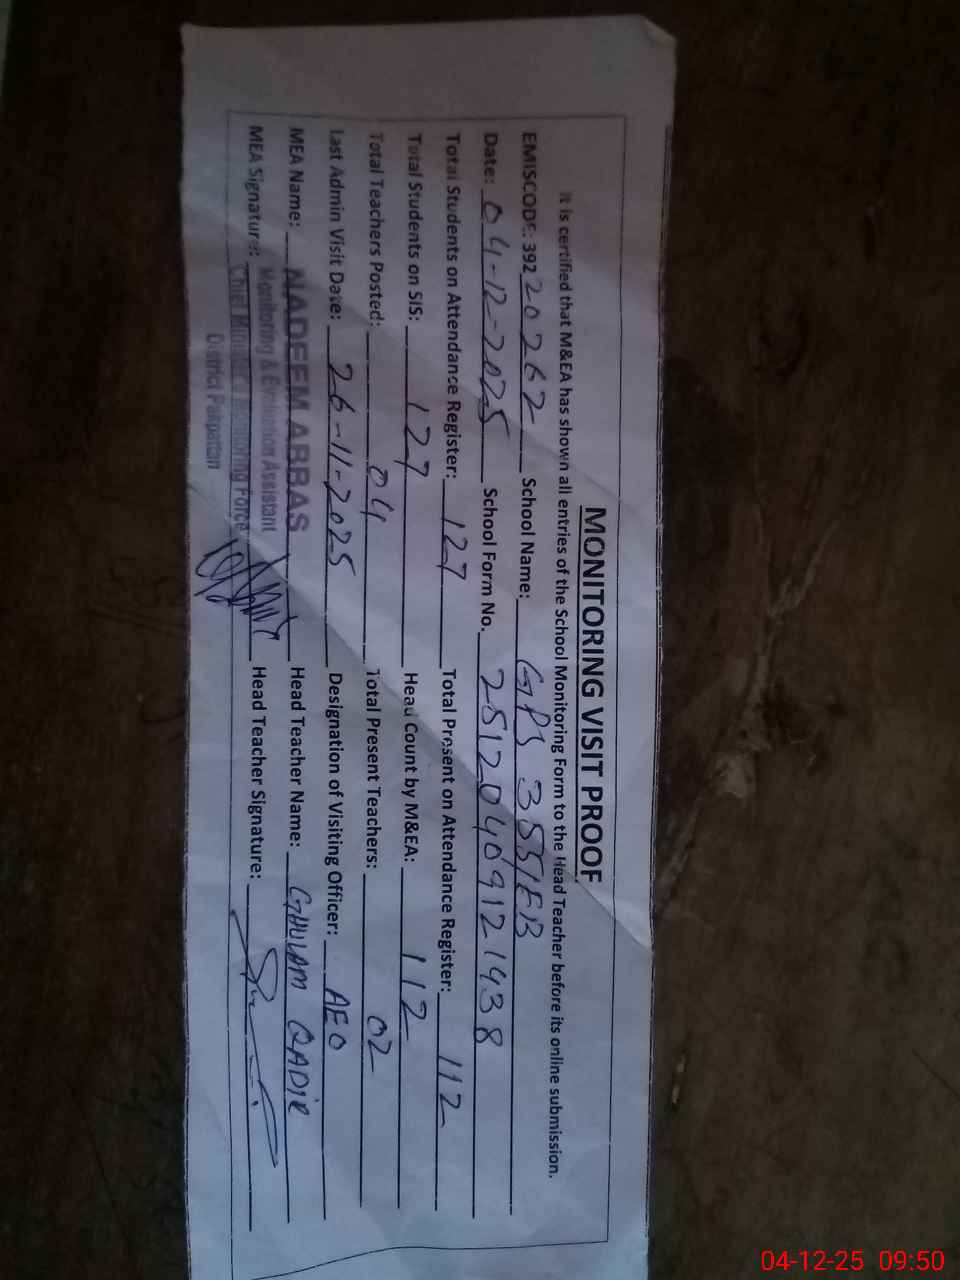 MONITORING VISIT PROOF
It is certified that M&EA has shown all entries of the School Monitoring Form to the Head Teacher before its online submission.
EMISCODE: 39220262 School Name: GPS 355/EB
Date: 04-12-2025 School Form No. 25120409121438
Total Students on Attendance Register: 127 Total Present on Attendance Register: 112
Total Students on SIS: 127 Head Count by M&EA: 112
Total Teachers Posted: 04 Total Present Teachers: 02
Last Admin Visit Date: 26-11-2025 Designation of Visiting Officer: AEO
MEA Name: NADEEM ABBAS Head Teacher Name: GHULAM QADIR
Monitoring & Evaluation Assistant
MEA Signature: Chief Minister's Monitoring Force Head Teacher Signature:
District Pakpattan
04-12-25 09:50